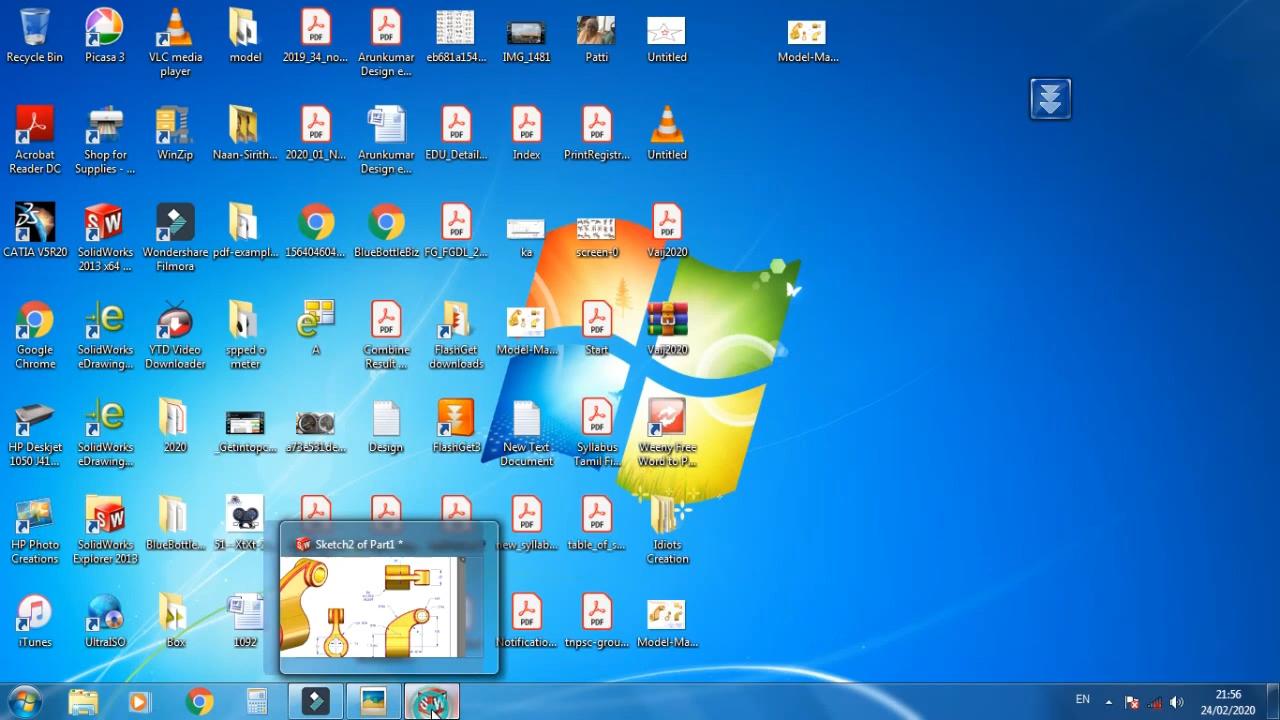 Recycle Bin
Picasa 3
VLC media
player
model
2019_34_no...
Arunkumar
Design e...
eb681a154...
IMG_1481
Patti
Untitled
Model-Ma...
Acrobat
Reader DC
Shop for
Supplies - ...
WinZip
Naan-Sirith...
2020_01_N...
Arunkumar
Design e...
EDU_Detail...
Index
PrintRegistr...
Untitled
CATIA V5R20
SolidWorks
2013 x64 ...
Wondershare
Filmora
pdf-exampl...
156404604...
BlueBottleBiz
FG_FGDL_2...
ka
screen-0
Vaij2020
Google
Chrome
SolidWorks
eDrawing...
YTD Video
Downloader
spped o
meter
A
Combine
Result ...
FlashGet
downloads
Model-Ma...
Start
Vaij2020
HP Deskjet
1050 J41...
SolidWorks
eDrawing...
2020
_Getintopc...
a73e531de...
Design
FlashGet3
New Text
Document
Syllabus
Tamil Fi...
Weeny Free
Word to P...
HP Photo
Creations
SolidWorks
Explorer 2013
BlueBottle...
new_syllab...
table_of_s...
Idiots
Creation
Sketch2 of Part1 *
iTunes
UltraISO
Box
1092
Notificatio...
tnpsc-grou...
Model-Ma...
EN
21:56
24/02/2020